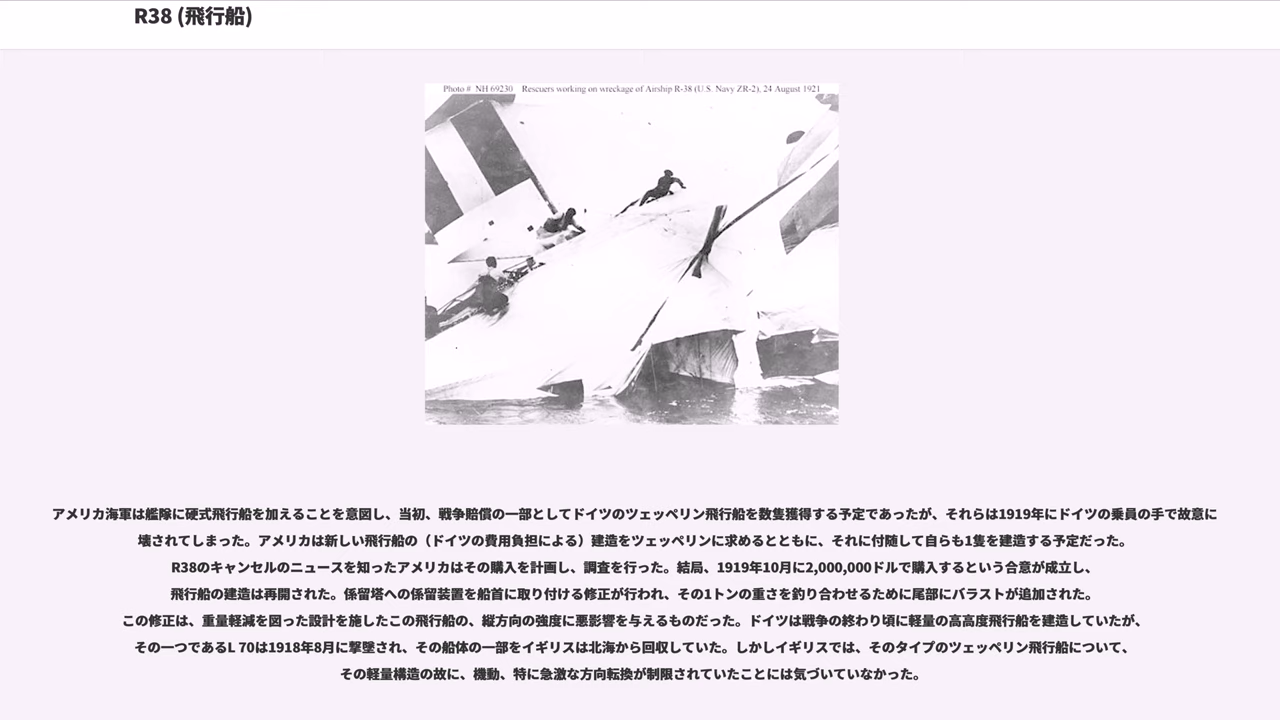 R38 (飛行船)
Photo # NH 69230 Rescuers working on wreckage of Airship R-38 (U.S. Navy ZR-2), 24 August 1921
アメリカ海軍は艦隊に硬式飛行船を加えることを意図し、当初、戦争賠償の一部としてドイツのツェッペリン飛行船を数隻獲得する予定であったが、それらは1919年にドイツの乗員の手で故意に
壊されてしまった。アメリカは新しい飛行船の（ドイツの費用負担による）建造をツェッペリンに求めるとともに、それに付随して自らも1隻を建造する予定だった。
R38のキャンセルのニュースを知ったアメリカはその購入を計画し、調査を行った。結局、1919年10月に2,000,000ドルで購入するという合意が成立し、
飛行船の建造は再開された。係留塔への係留装置を船首に取り付ける修正が行われ、その1トンの重さを釣り合わせるために尾部にバラストが追加された。
この修正は、重量軽減を図った設計を施したこの飛行船の、縦方向の強度に悪影響を与えるものだった。ドイツは戦争の終わり頃に軽量の高高度飛行船を建造していたが、
その一つであるL 70は1918年8月に撃墜され、その船体の一部をイギリスは北海から回収していた。しかしイギリスでは、そのタイプのツェッペリン飛行船について、
その軽量構造の故に、機動、特に急激な方向転換が制限されていたことには気づいていなかった。